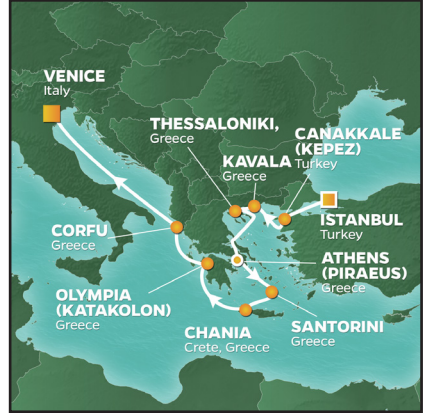 VENICE
Italy
THESSALONIKI,
Greece
CANAKKALE
(KEPEZ)
Turkey
KAVALA
Greece
ISTANBUL
Turkey
CORFU
Greece
ATHENS
(PIRAEUS)
Greece
OLYMPIA
(KATAKOLON)
Greece
SANTORINI
Greece
CHANIA
Crete, Greece